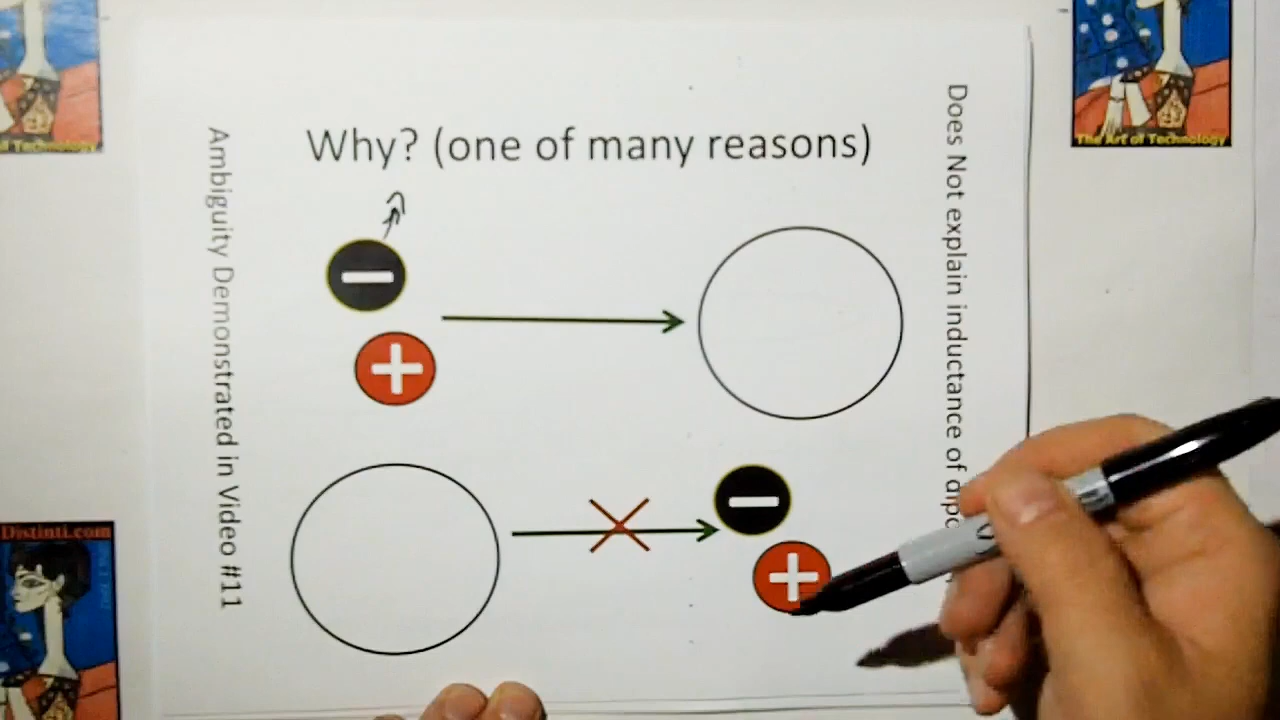 Why? (one of many reasons)
Ambiguity Demonstrated in Video #11
Does Not explain inductance of
The Art of Technology
Technology
Distinti.com